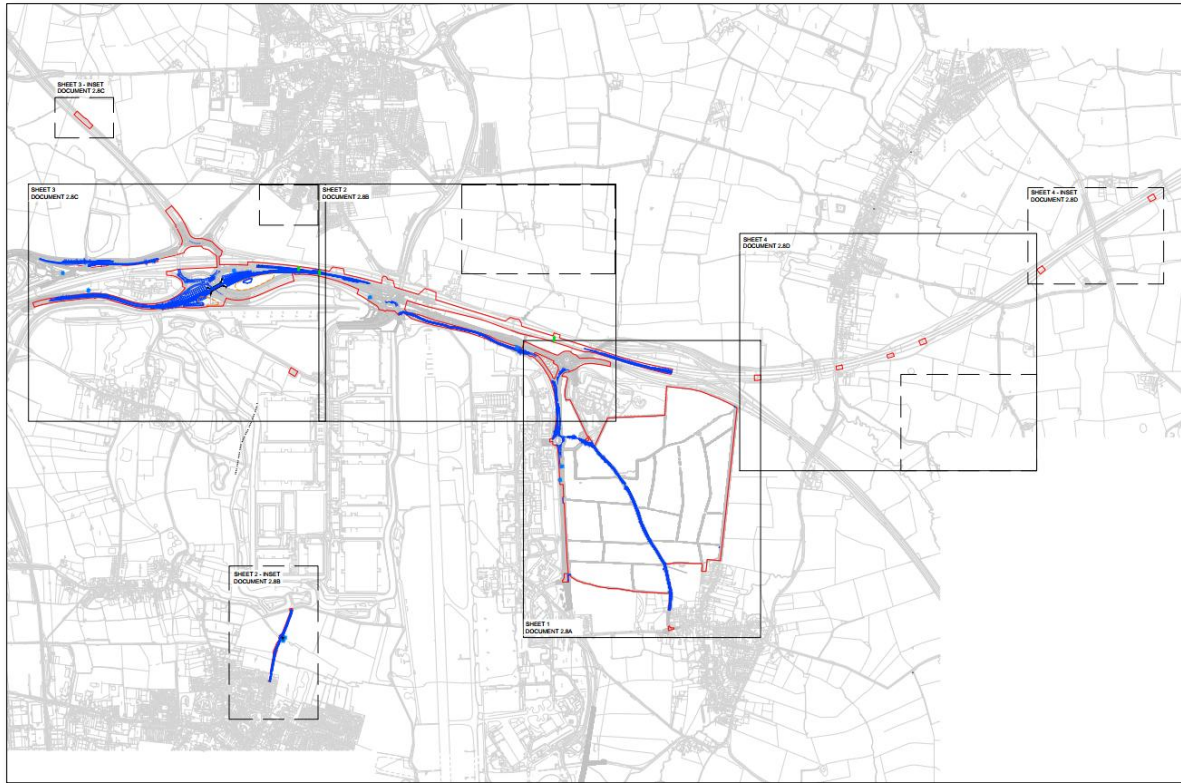 SHEET 3 - INSET
DOCUMENT 2.8C
SHEET 3
DOCUMENT 2.8C
SHEET 2
DOCUMENT 2.8B
SHEET 4 - INSET
DOCUMENT 2.8D
SHEET 4
DOCUMENT 2.8D
SHEET 2 - INSET
DOCUMENT 2.8B
SHEET 1
DOCUMENT 2.8A